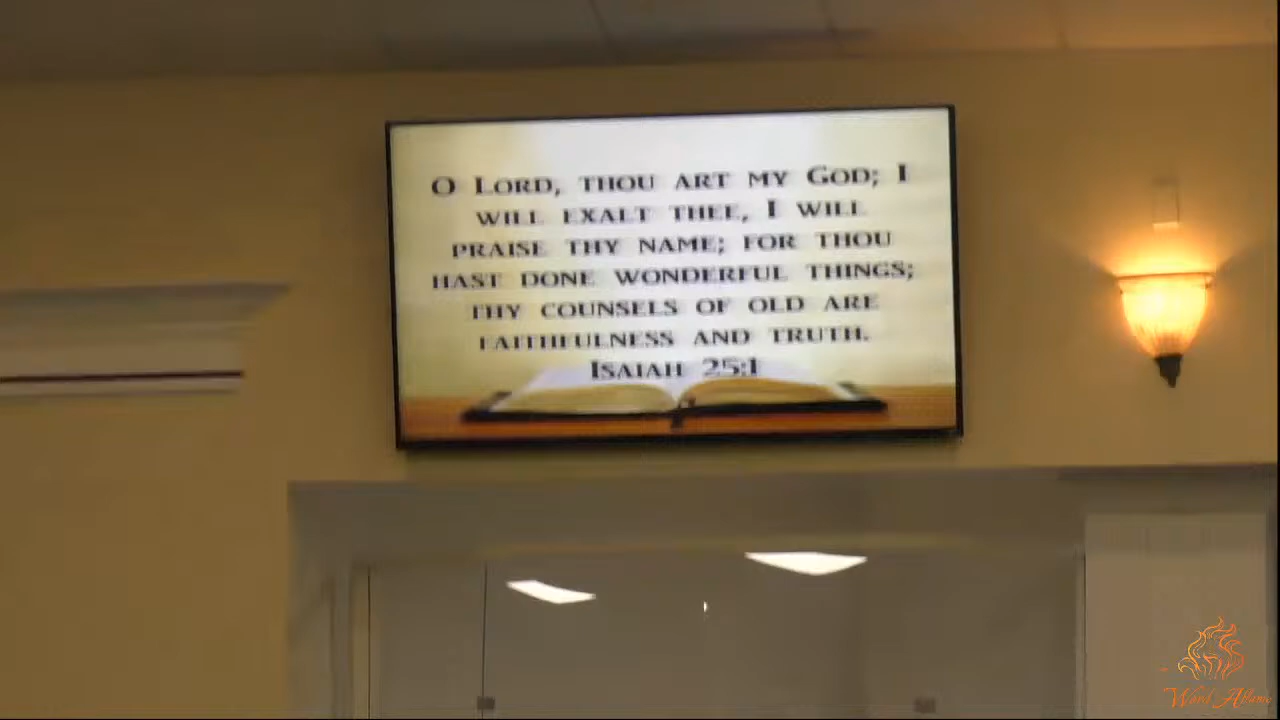 O LORD, THOU ART MY GOD; I
WILL EXALT THEE, I WILL
PRAISE THY NAME; FOR THOU
HAST DONE WONDERFUL THINGS;
THY COUNSELS OF OLD ARE
FAITHFULNESS AND TRUTH.
ISAIAH 25:1
Word